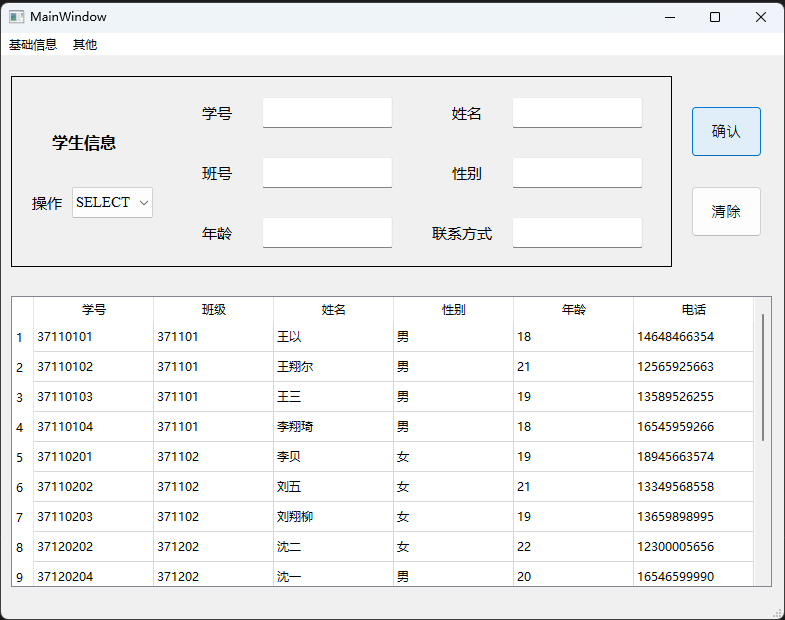 MainWindow
基础信息 其他
学号 姓名
确认
学生信息
班号 性别
操作 SELECT
清除
年龄 联系方式
学号 班级 姓名 性别 年龄 电话
1 37110101 371101 王以 男 18 14648466354
2 37110102 371101 王翔尔 男 21 12565925663
3 37110103 371101 王三 男 19 13589526255
4 37110104 371101 李翔琦 男 18 16545959266
5 37110201 371102 李贝 女 19 18945663574
6 37110202 371102 刘五 女 21 13349568558
7 37110203 371102 刘翔柳 女 19 13659898995
8 37120202 371202 沈二 女 22 12300005656
9 37120204 371202 沈一 男 20 16546599990